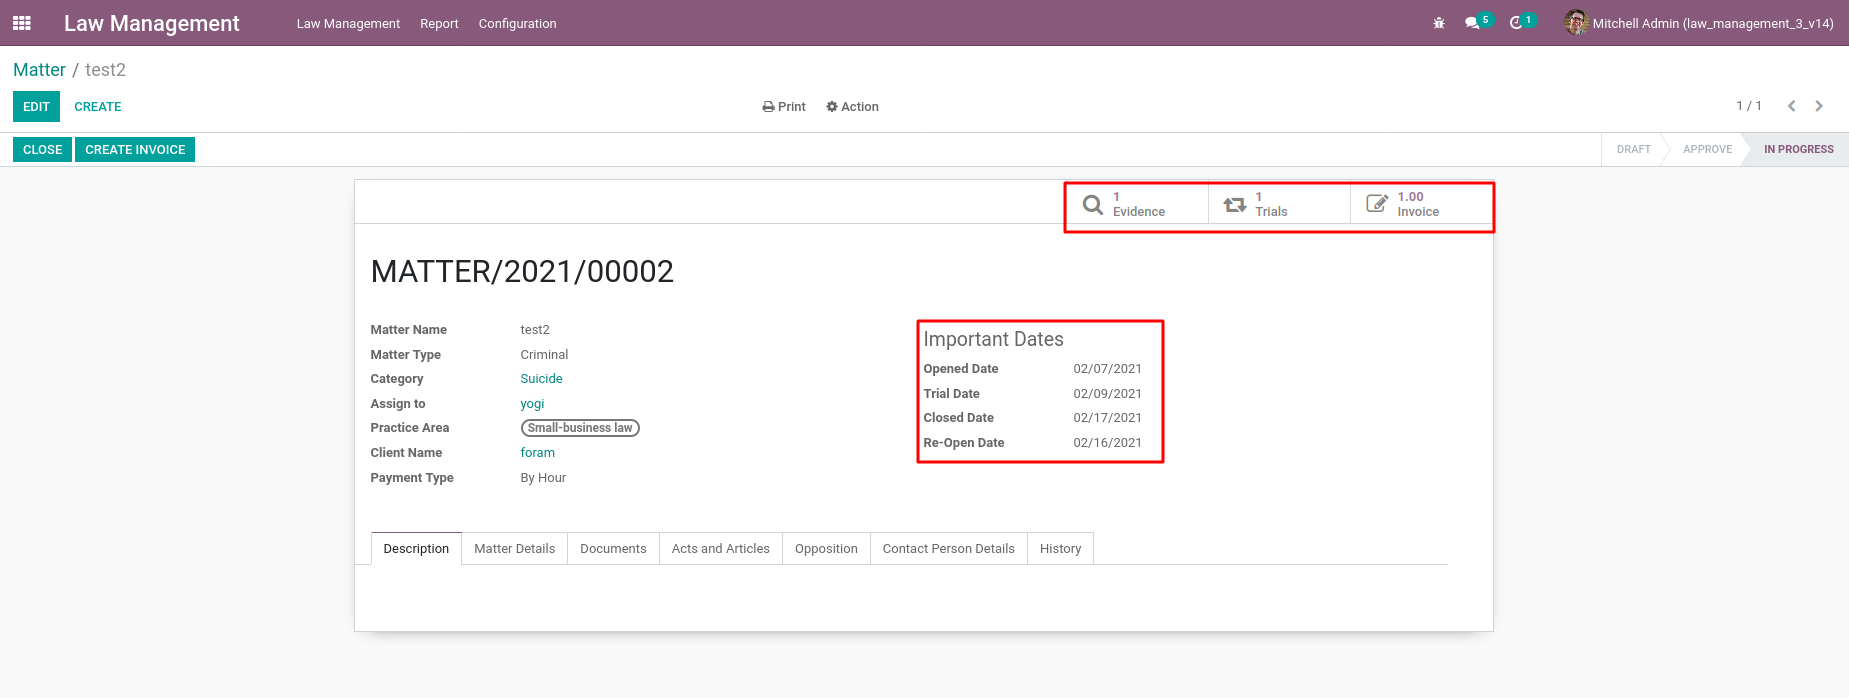 Law Management Law Management Report Configuration 5 1 Mitchell Admin (law_management_3_v14)
Matter / test2
EDIT CREATE Print Action 1 / 1
CLOSE CREATE INVOICE DRAFT APPROVE IN PROGRESS
1 Evidence
1 Trials
1.00 Invoice
MATTER/2021/00002
Matter Name test2
Matter Type Criminal
Category Suicide
Assign to yogi
Practice Area Small-business law
Client Name foram
Payment Type By Hour
Important Dates
Opened Date 02/07/2021
Trial Date 02/09/2021
Closed Date 02/17/2021
Re-Open Date 02/16/2021
Description Matter Details Documents Acts and Articles Opposition Contact Person Details History